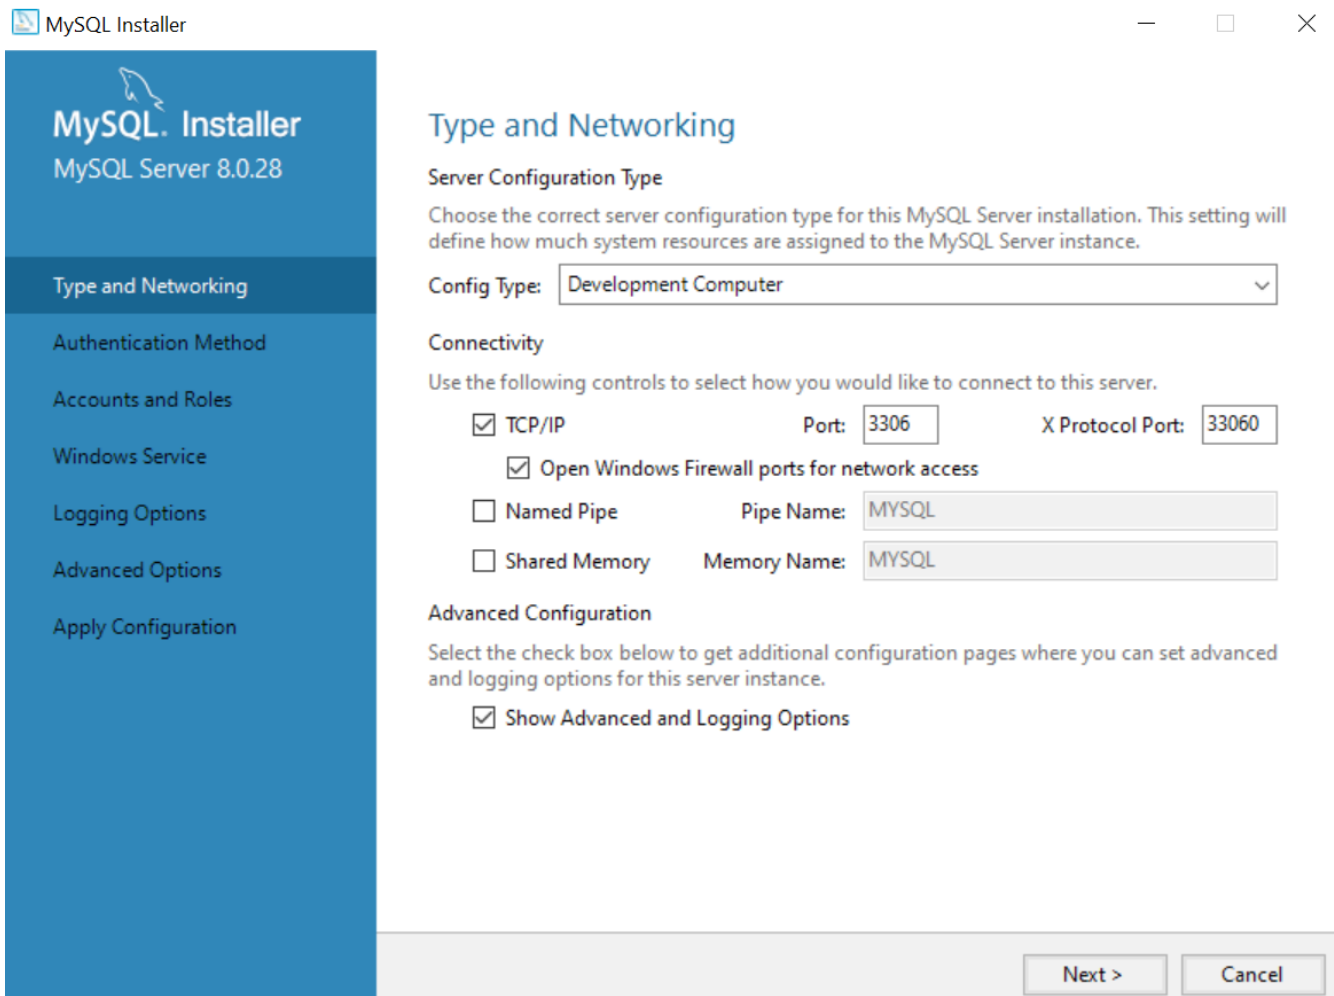 MySQL Installer
MySQL. Installer
MySQL Server 8.0.28
Type and Networking
Authentication Method
Accounts and Roles
Windows Service
Logging Options
Advanced Options
Apply Configuration
Type and Networking
Server Configuration Type
Choose the correct server configuration type for this MySQL Server installation. This setting will
define how much system resources are assigned to the MySQL Server instance.
Config Type: Development Computer
Connectivity
Use the following controls to select how you would like to connect to this server.
TCP/IP Port: 3306 X Protocol Port: 33060
Open Windows Firewall ports for network access
Named Pipe Pipe Name: MYSQL
Shared Memory Memory Name: MYSQL
Advanced Configuration
Select the check box below to get additional configuration pages where you can set advanced
and logging options for this server instance.
Show Advanced and Logging Options
Next > Cancel